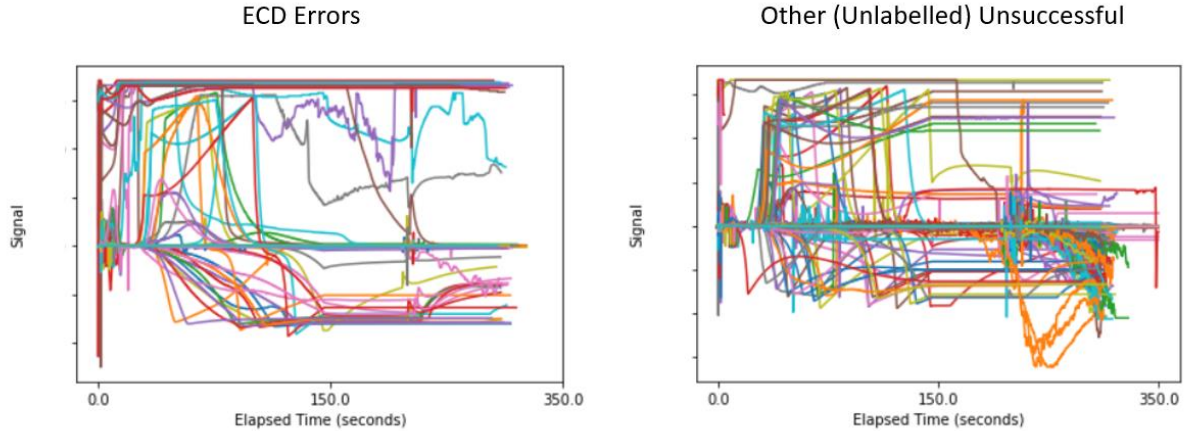 ECD Errors
Signal
0.0 150.0 350.0
Elapsed Time (seconds)
Other (Unlabelled) Unsuccessful
Signal
0.0 150.0 350.0
Elapsed Time (seconds)